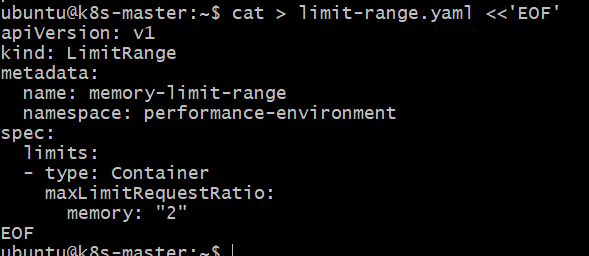 ubuntu@k8s-master:~$ cat > limit-range.yaml <<'EOF'
apiVersion: v1
kind: LimitRange
metadata:
  name: memory-limit-range
  namespace: performance-environment
spec:
  limits:
  - type: Container
    maxLimitRequestRatio:
      memory: "2"
EOF
ubuntu@k8s-master:~$